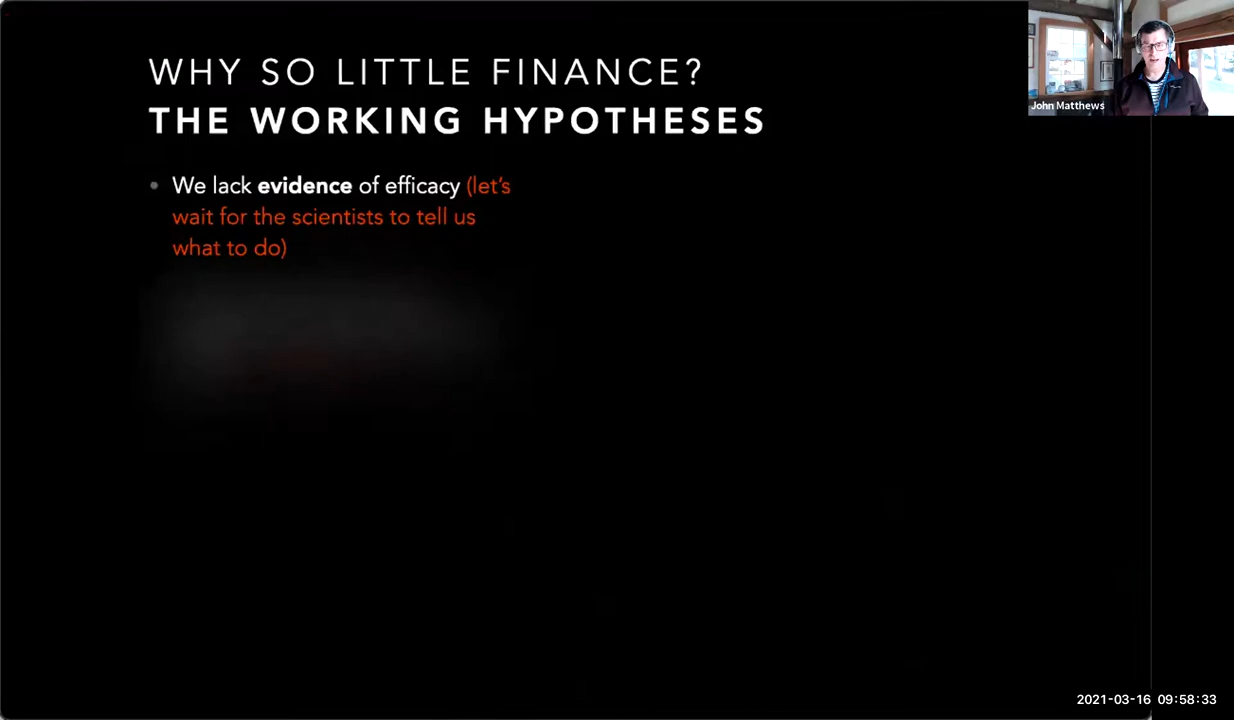 WHY SO LITTLE FINANCE?
THE WORKING HYPOTHESES
• We lack evidence of efficacy (let's
wait for the scientists to tell us
what to do)
John Matthews
2021-03-16 09:58:33